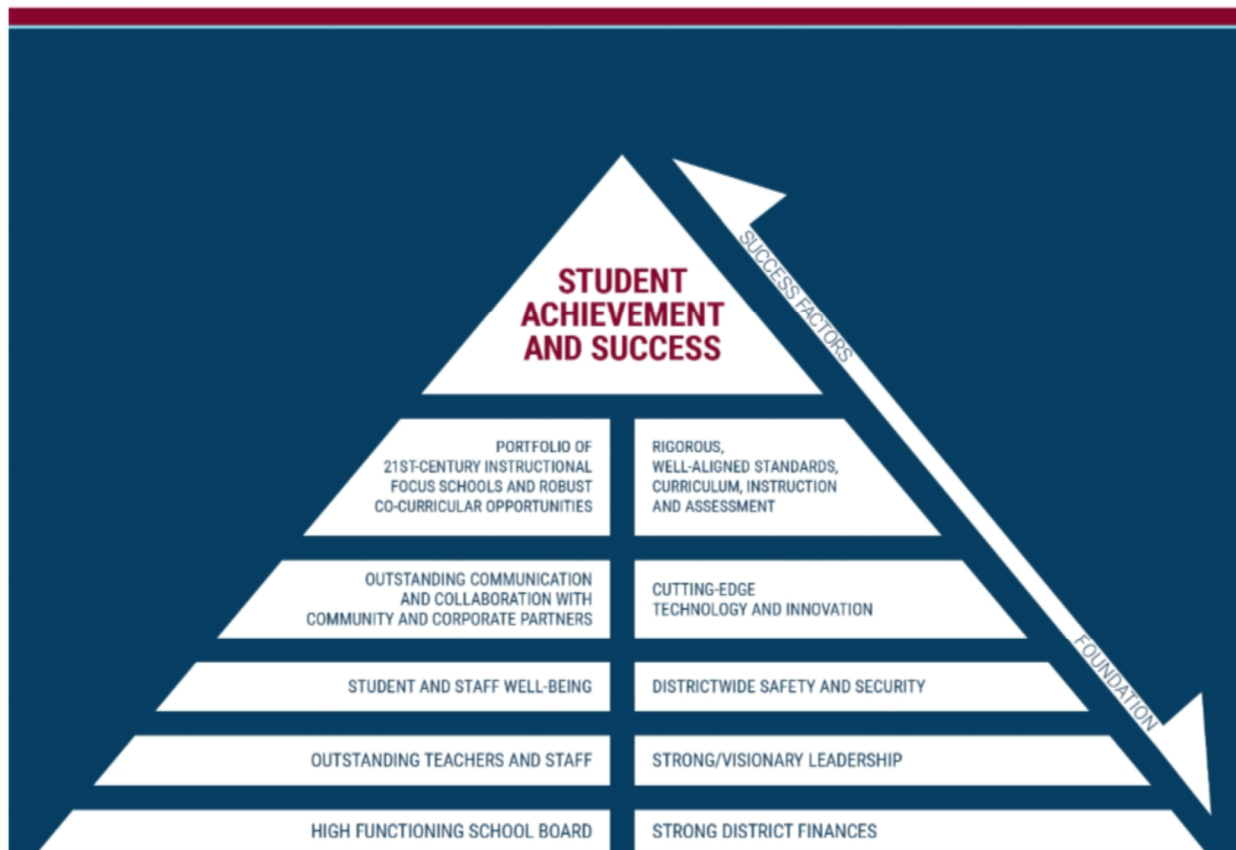 STUDENT
ACHIEVEMENT
AND SUCCESS
SUCCESS FACTORS
PORTFOLIO OF
21ST-CENTURY INSTRUCTIONAL
FOCUS SCHOOLS AND ROBUST
CO-CURRICULAR OPPORTUNITIES
RIGOROUS,
WELL-ALIGNED STANDARDS,
CURRICULUM, INSTRUCTION
AND ASSESSMENT
OUTSTANDING COMMUNICATION
AND COLLABORATION WITH
COMMUNITY AND CORPORATE PARTNERS
CUTTING-EDGE
TECHNOLOGY AND INNOVATION
FOUNDATION
STUDENT AND STAFF WELL-BEING
DISTRICTWIDE SAFETY AND SECURITY
OUTSTANDING TEACHERS AND STAFF
STRONG/VISIONARY LEADERSHIP
HIGH FUNCTIONING SCHOOL BOARD
STRONG DISTRICT FINANCES